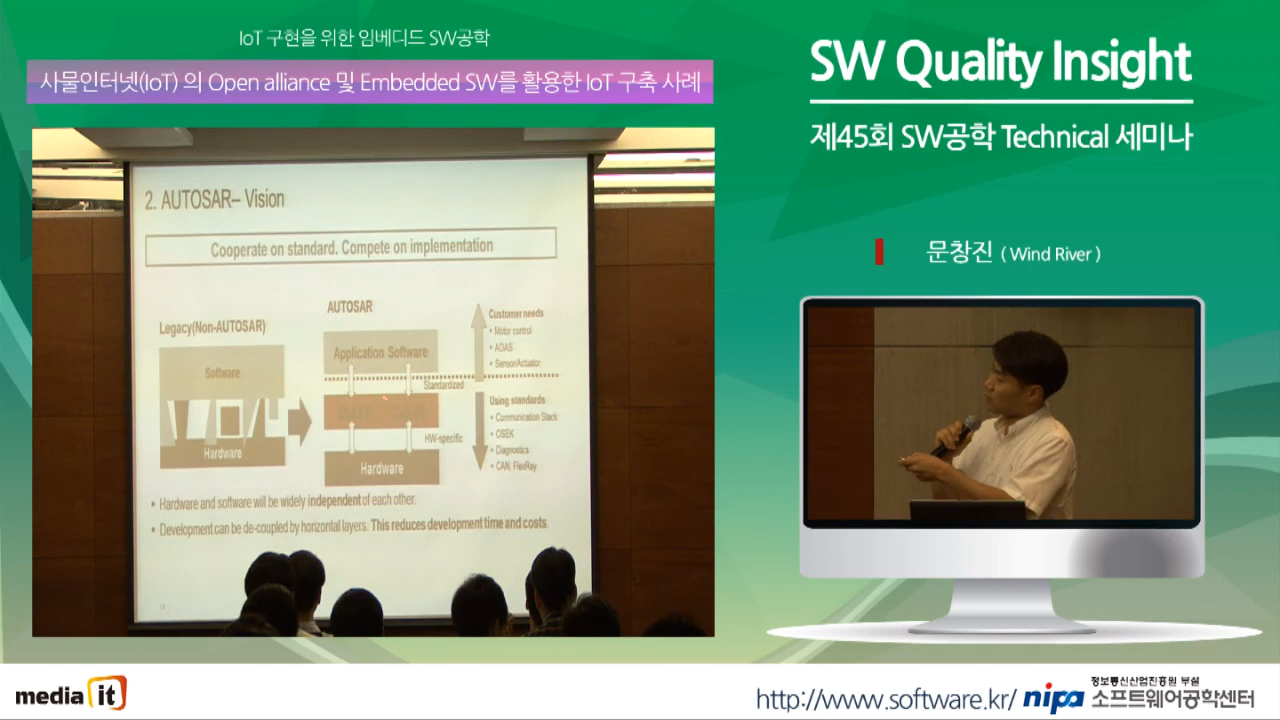 IoT 구현을 위한 임베디드 SW공학
사물인터넷(IoT) 의 Open alliance 및 Embedded SW를 활용한 IoT 구축 사례
SW Quality Insight
제45회 SW공학 Technical 세미나
문창진 ( Wind River )
2. AUTOSAR– Vision
Cooperate on standard. Compete on implementation
Legacy(Non-AUTOSAR)
Software
Hardware
AUTOSAR
Application Software
Standardized
HW-specific
Hardware
Customer needs
• Motor control
• ADAS
• Sensor/Actuator
Using standards
• Communication Stack
• OSEK
• Diagnostics
• CAN, FlexRay
• Hardware and software will be widely independent of each other.
• Development can be de-coupled by horizontal layers. This reduces development time and costs.
media it
http://www.software.kr/
nipa
정보통신산업진흥원 부설
소프트웨어공학센터